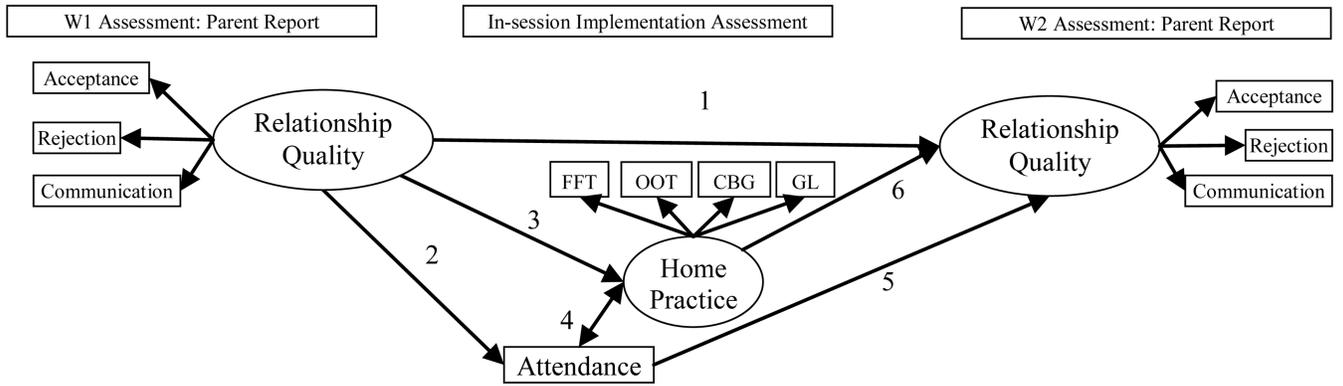 W1 Assessment: Parent Report
In-session Implementation Assessment
W2 Assessment: Parent Report
Acceptance
Rejection
Communication
Relationship
Quality
1
2
3
4
FFT
OOT
CBG
GL
Home
Practice
Attendance
5
6
Relationship
Quality
Acceptance
Rejection
Communication